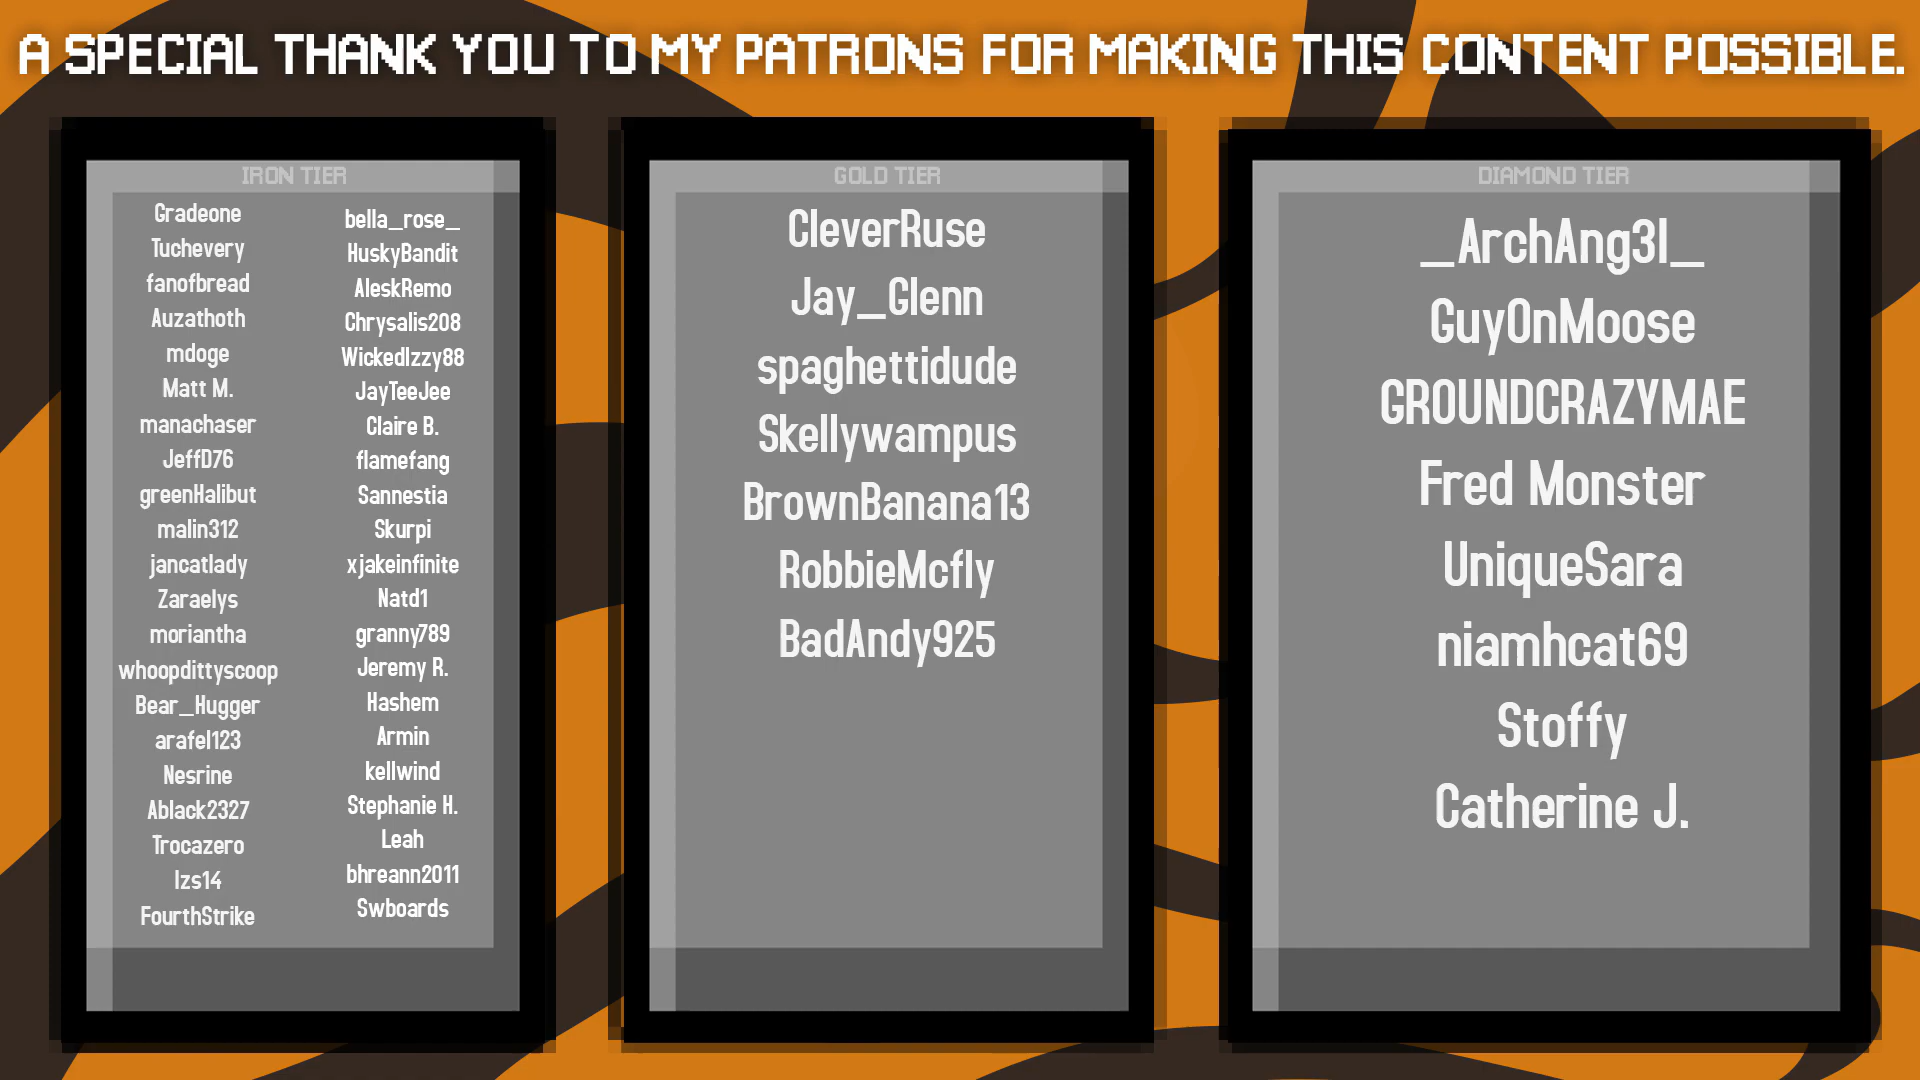 A SPECIAL THANK YOU TO MY PATRONS FOR MAKING THIS CONTENT POSSIBLE.
IRON TIER
Gradeone
Tuchevery
fanofbread
Auzathoth
mdoge
Matt M.
manachaser
JeffD76
greenHalibut
malin312
jancatlady
Zaraelys
moriantha
whoopdittyscoop
Bear_Hugger
arafel123
Nesrine
Ablack2327
Trocazero
Izs14
FourthStrike
bella_rose_
HuskyBandit
AleskRemo
Chrysalis208
WickedIzzy88
JayTeeJee
Claire B.
flamefang
Sannestia
Skurpi
xjakeinfinite
Natd1
granny789
Jeremy R.
Hashem
Armin
kellwind
Stephanie H.
Leah
bhreann2011
Swboards
GOLD TIER
CleverRuse
Jay_Glenn
spaghettidude
Skellywampus
BrownBanana13
RobbieMcfly
BadAndy925
DIAMOND TIER
_ArchAng3l_
GuyOnMoose
GROUNDCRAZYMAE
Fred Monster
UniqueSara
niamhcat69
Stoffy
Catherine J.